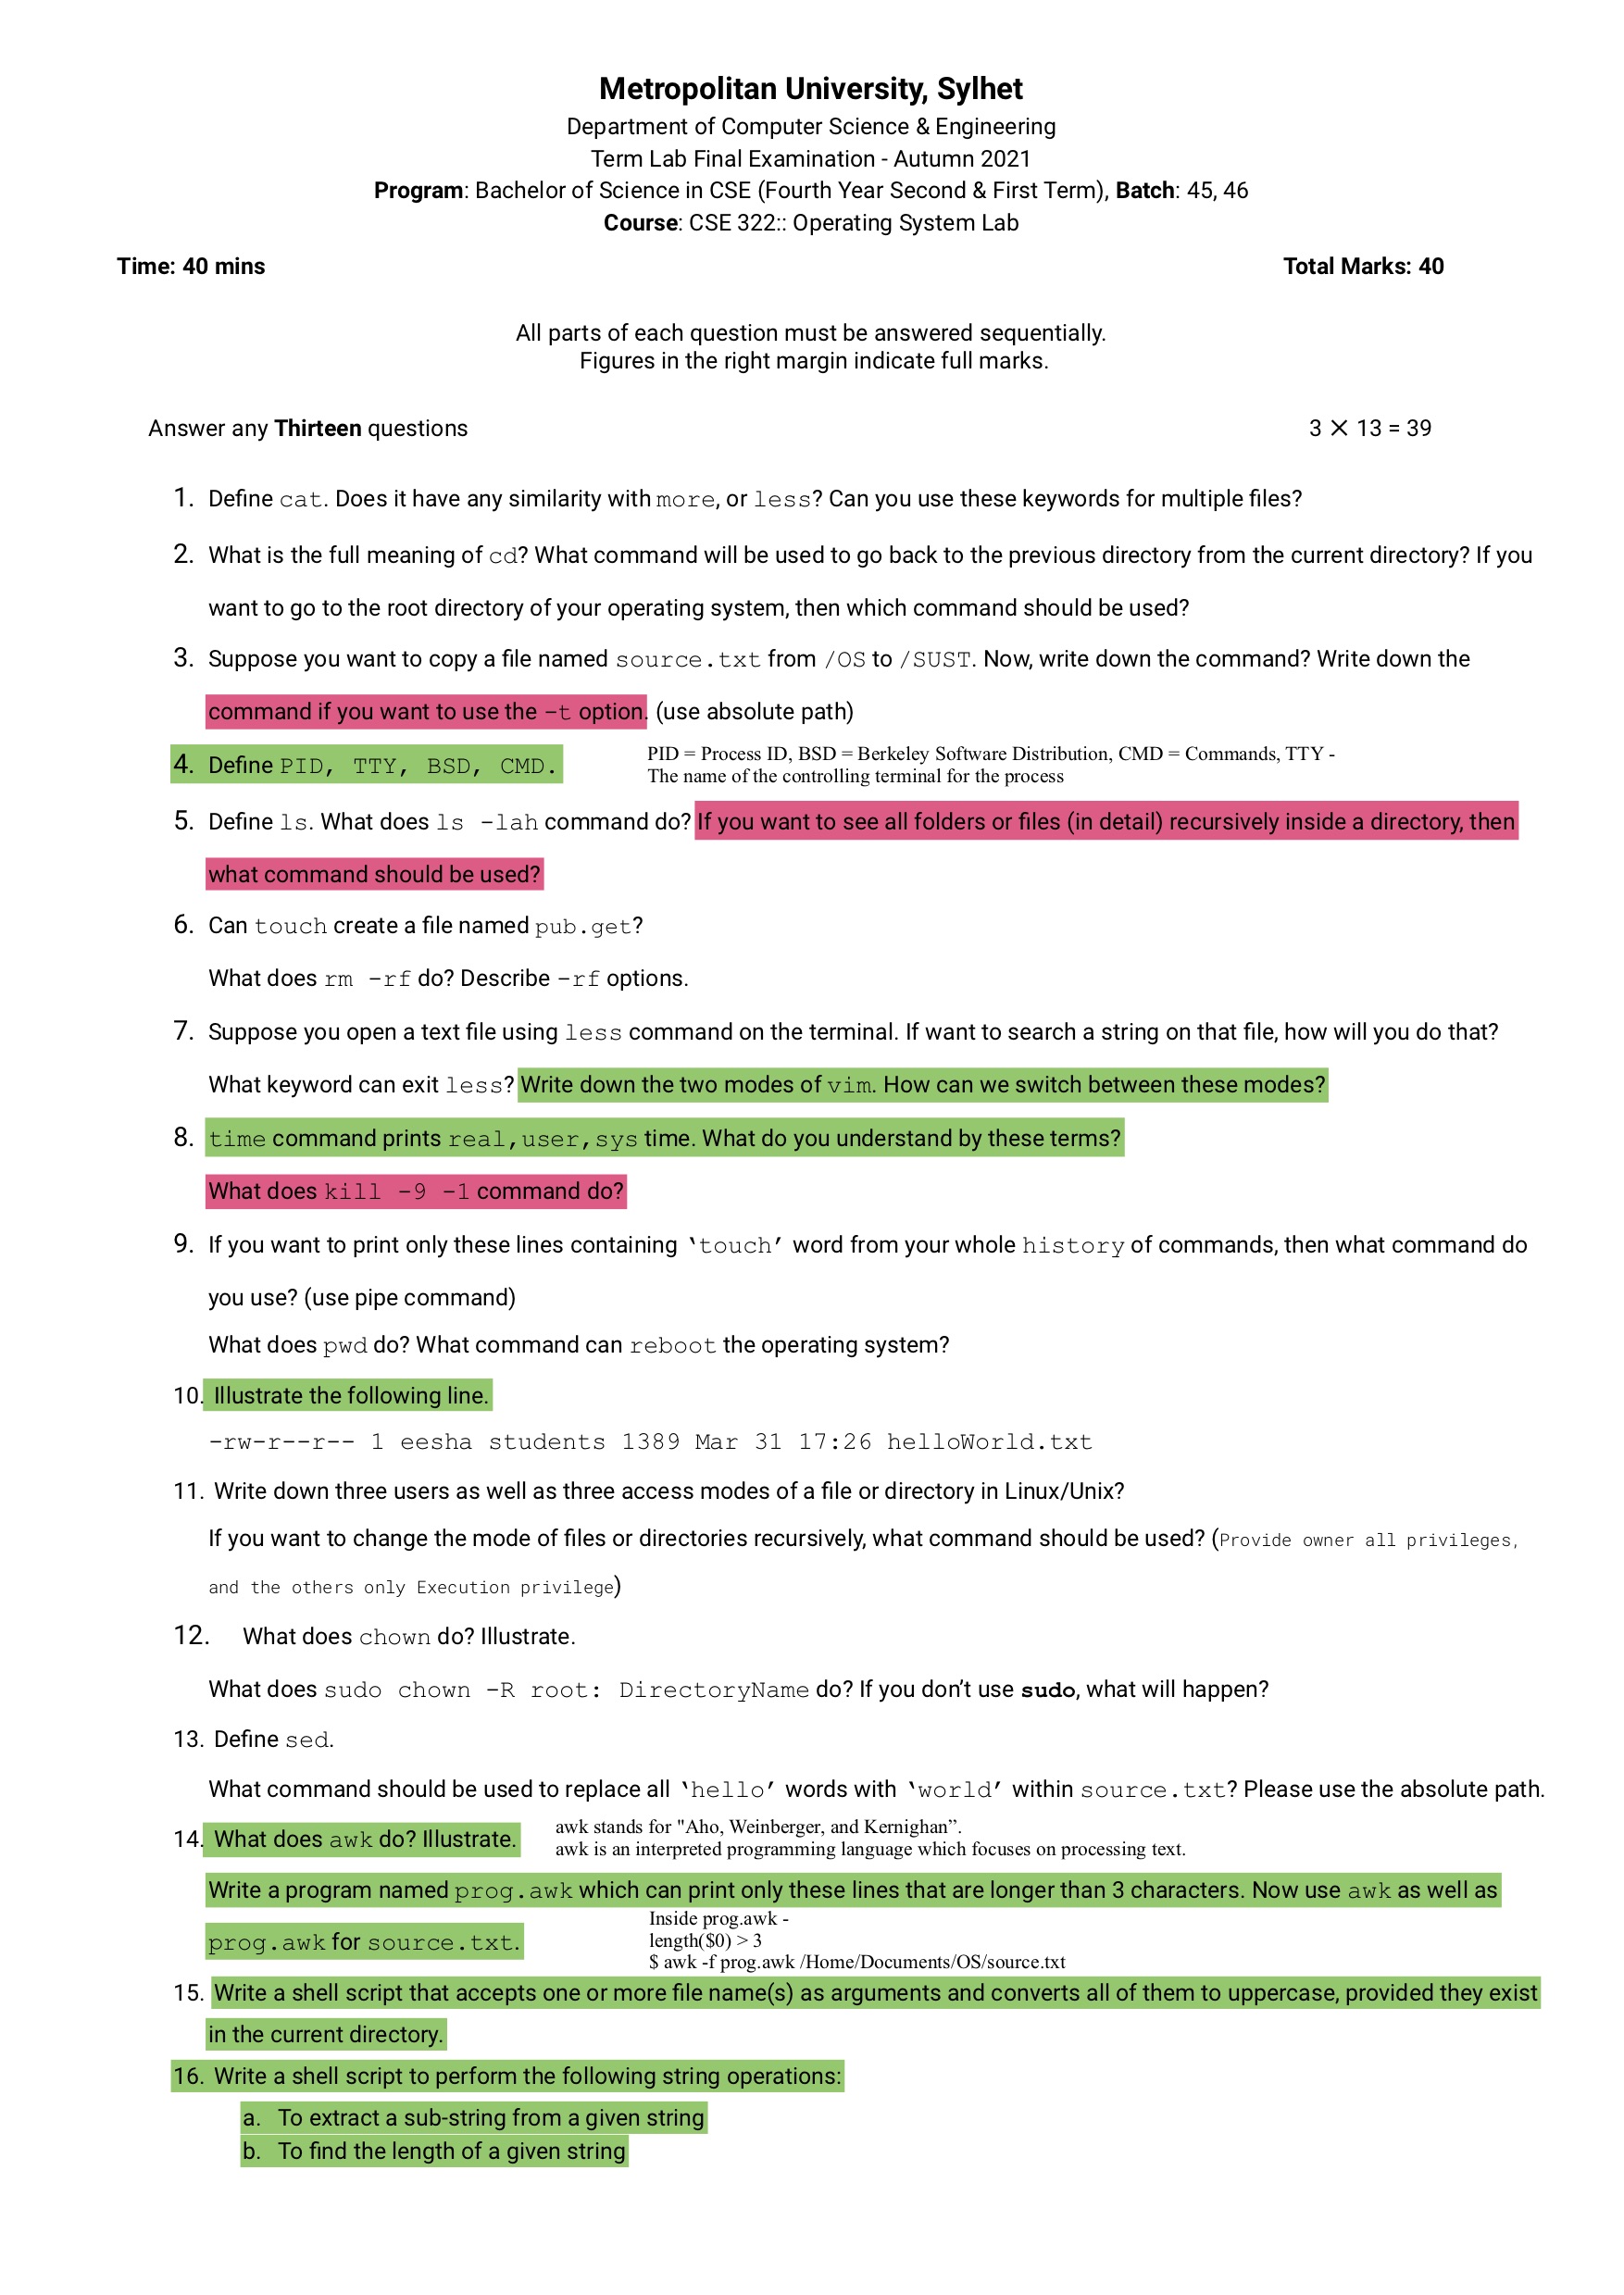 Metropolitan University, Sylhet
Department of Computer Science & Engineering
Term Lab Final Examination - Autumn 2021
Program: Bachelor of Science in CSE (Fourth Year Second & First Term), Batch: 45, 46
Course: CSE 322:: Operating System Lab
Time: 40 mins Total Marks: 40
All parts of each question must be answered sequentially.
Figures in the right margin indicate full marks.
Answer any Thirteen questions 3 × 13 = 39
1. Define cat. Does it have any similarity with more, or less? Can you use these keywords for multiple files?
2. What is the full meaning of cd? What command will be used to go back to the previous directory from the current directory? If you
want to go to the root directory of your operating system, then which command should be used?
3. Suppose you want to copy a file named source.txt from /OS to /SUST. Now, write down the command? Write down the
command if you want to use the -t option. (use absolute path)
4. Define PID, TTY, BSD, CMD.
PID = Process ID, BSD = Berkeley Software Distribution, CMD = Commands, TTY -
The name of the controlling terminal for the process
5. Define ls. What does ls -lah command do? If you want to see all folders or files (in detail) recursively inside a directory, then
what command should be used?
6. Can touch create a file named pub.get?
What does rm -rf do? Describe -rf options.
7. Suppose you open a text file using less command on the terminal. If want to search a string on that file, how will you do that?
What keyword can exit less? Write down the two modes of vim. How can we switch between these modes?
8. time command prints real,user,sys time. What do you understand by these terms?
What does kill -9 -1 command do?
9. If you want to print only these lines containing ‘touch’ word from your whole history of commands, then what command do
you use? (use pipe command)
What does pwd do? What command can reboot the operating system?
10. Illustrate the following line.
-rw-r--r-- 1 eesha students 1389 Mar 31 17:26 helloWorld.txt
11. Write down three users as well as three access modes of a file or directory in Linux/Unix?
If you want to change the mode of files or directories recursively, what command should be used? (Provide owner all privileges,
and the others only Execution privilege)
12. What does chown do? Illustrate.
What does sudo chown -R root: DirectoryName do? If you don’t use sudo, what will happen?
13. Define sed.
What command should be used to replace all ‘hello’ words with ‘world’ within source.txt? Please use the absolute path.
14. What does awk do? Illustrate.
awk stands for "Aho, Weinberger, and Kernighan”.
awk is an interpreted programming language which focuses on processing text.
Write a program named prog.awk which can print only these lines that are longer than 3 characters. Now use awk as well as
prog.awk for source.txt.
Inside prog.awk -
length($0) > 3
$ awk -f prog.awk /Home/Documents/OS/source.txt
15. Write a shell script that accepts one or more file name(s) as arguments and converts all of them to uppercase, provided they exist
in the current directory.
16. Write a shell script to perform the following string operations:
a. To extract a sub-string from a given string
b. To find the length of a given string